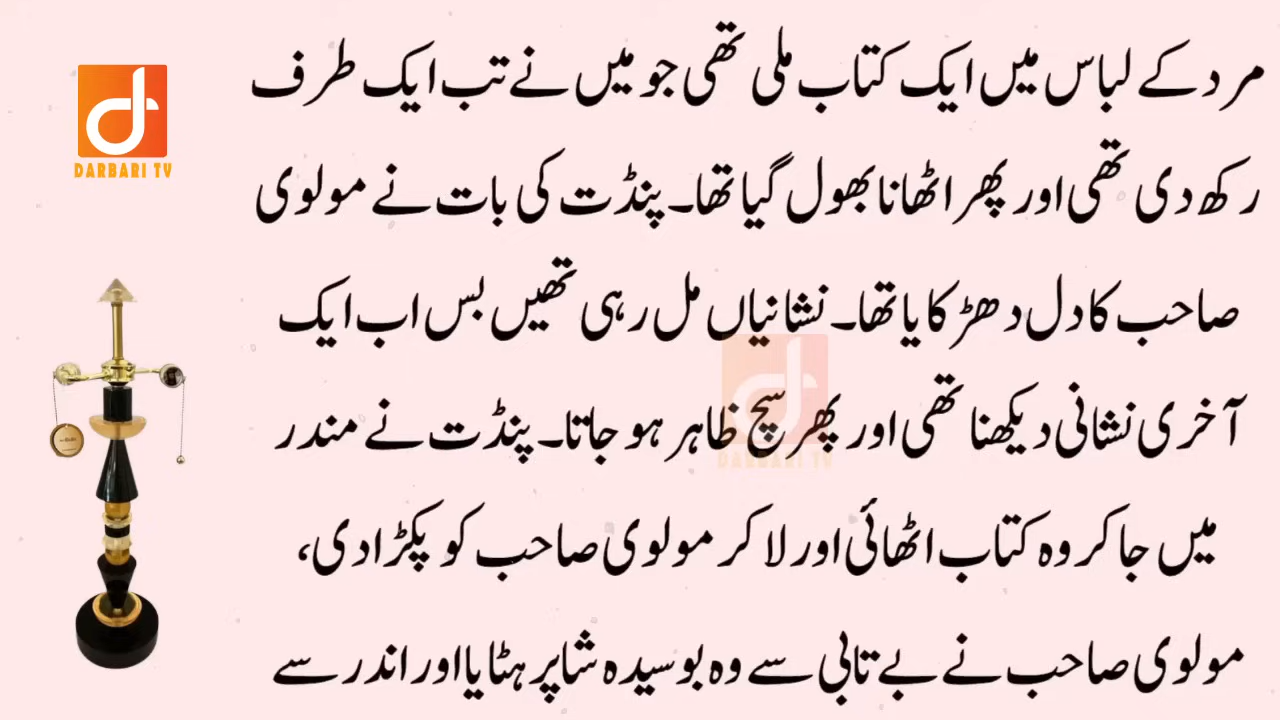 DARBARI TV
مرد کے لباس میں ایک کتاب ملی تھی جو میں نے تب ایک طرف
رکھ دی تھی اور پھر اٹھانا بھول گیا تھا۔ پنڈت کی بات نے مولوی
صاحب کا دل دھڑکایا تھا۔ نشانیاں مل رہی تھیں بس اب ایک
آخری نشانی دیکھنا تھی اور پھر سچ ظاہر ہو جاتا۔ پنڈت نے مندر
DARBARI TV
میں جا کر وہ کتاب اٹھائی اور لا کر مولوی صاحب کو پکڑا دی،
مولوی صاحب نے بے تابی سے وہ بوسیدہ شاپر ہٹایا اور اندر سے